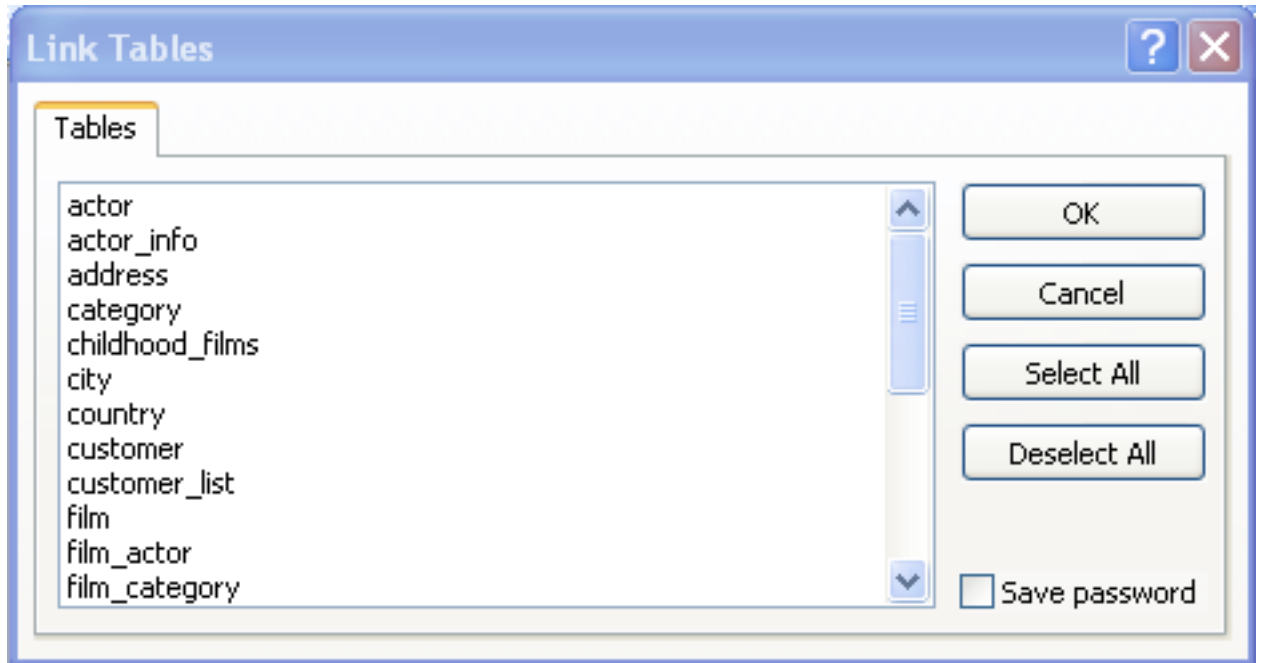 Link Tables
Tables
actor
actor_info
address
category
childhood_films
city
country
customer
customer_list
film
film_actor
film_category
OK
Cancel
Select All
Deselect All
Save password